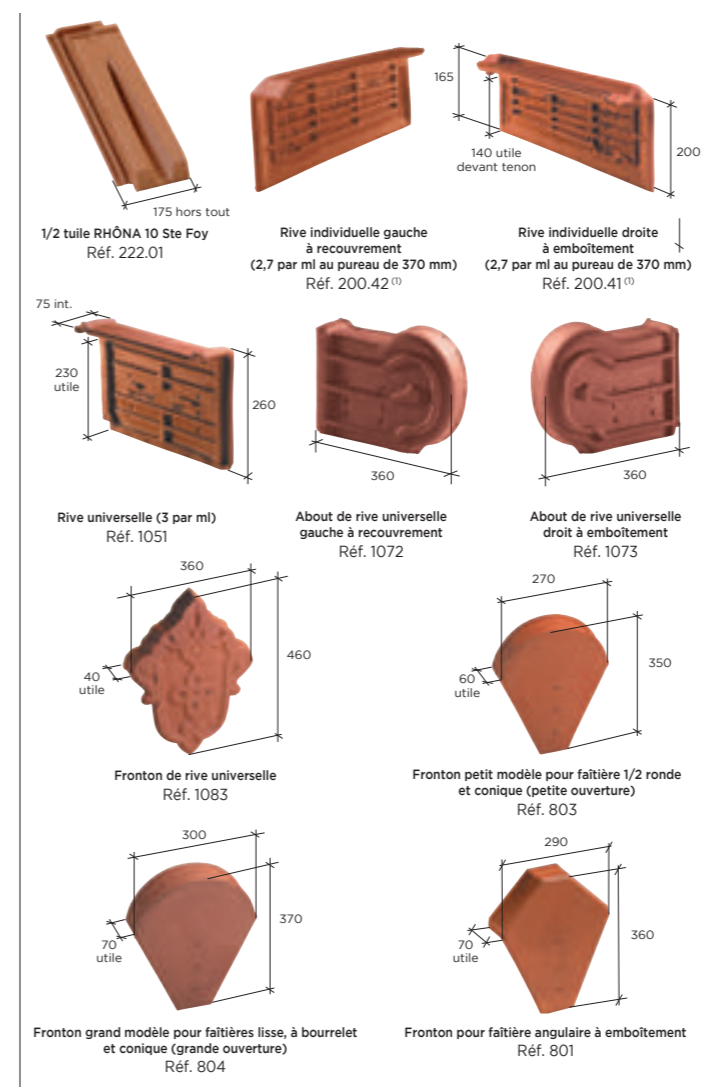 175 hors tout
1/2 tuile RHÔNA 10 Ste Foy
Réf. 222.01
Rive individuelle gauche
à recouvrement
(2,7 par ml au pureau de 370 mm)
Réf. 200.42 (1)
165
140 utile
devant tenon
200
Rive individuelle droite
à emboîtement
(2,7 par ml au pureau de 370 mm)
Réf. 200.41 (1)
75 int.
230
utile
260
Rive universelle (3 par ml)
Réf. 1051
360
About de rive universelle
gauche à recouvrement
Réf. 1072
360
About de rive universelle
droit à emboîtement
Réf. 1073
360
460
40
utile
Fronton de rive universelle
Réf. 1083
270
350
60
utile
Fronton petit modèle pour faîtière 1/2 ronde
et conique (petite ouverture)
Réf. 803
300
370
70
utile
Fronton grand modèle pour faîtières lisse, à bourrelet
et conique (grande ouverture)
Réf. 804
290
360
70
utile
Fronton pour faîtière angulaire à emboîtement
Réf. 801